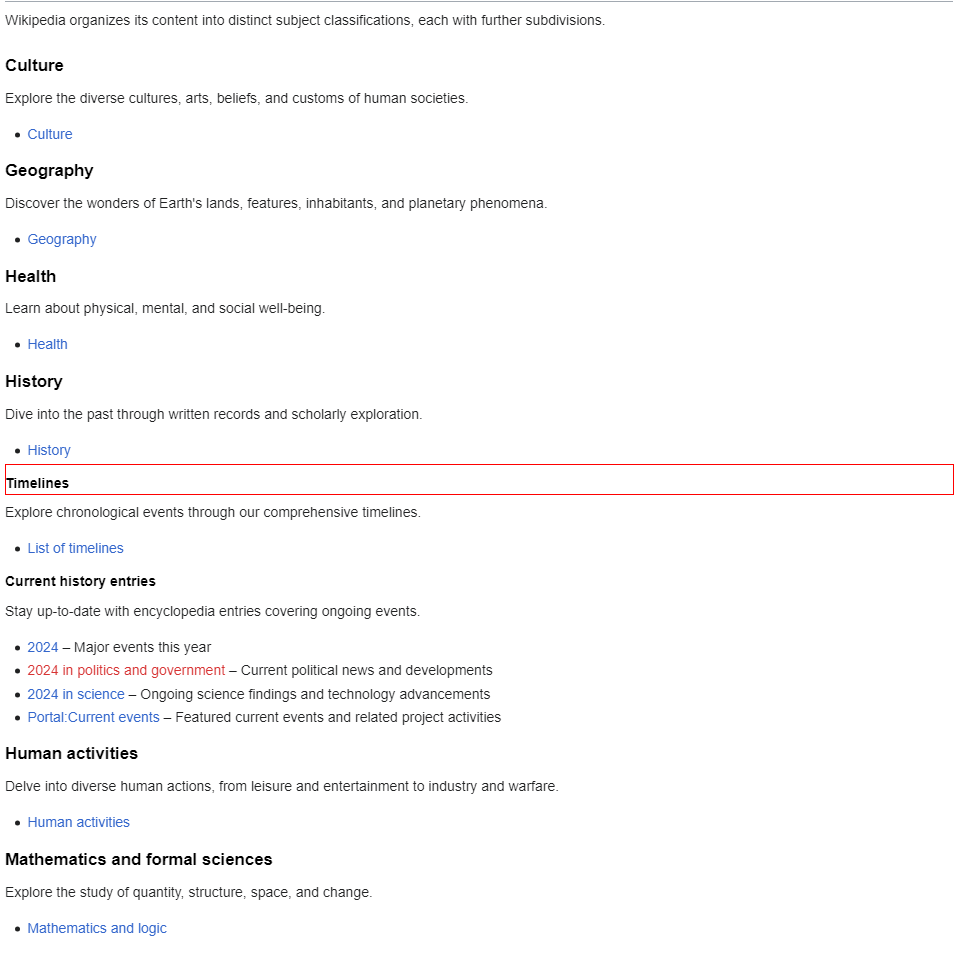 Wikipedia organizes its content into distinct subject classifications, each with further subdivisions.
Culture
Explore the diverse cultures, arts, beliefs, and customs of human societies.
• Culture
Geography
Discover the wonders of Earth's lands, features, inhabitants, and planetary phenomena.
• Geography
Health
Learn about physical, mental, and social well-being.
• Health
History
Dive into the past through written records and scholarly exploration.
• History
Timelines
Explore chronological events through our comprehensive timelines.
• List of timelines
Current history entries
Stay up-to-date with encyclopedia entries covering ongoing events.
• 2024 – Major events this year
• 2024 in politics and government – Current political news and developments
• 2024 in science – Ongoing science findings and technology advancements
• Portal:Current events – Featured current events and related project activities
Human activities
Delve into diverse human actions, from leisure and entertainment to industry and warfare.
• Human activities
Mathematics and formal sciences
Explore the study of quantity, structure, space, and change.
• Mathematics and logic